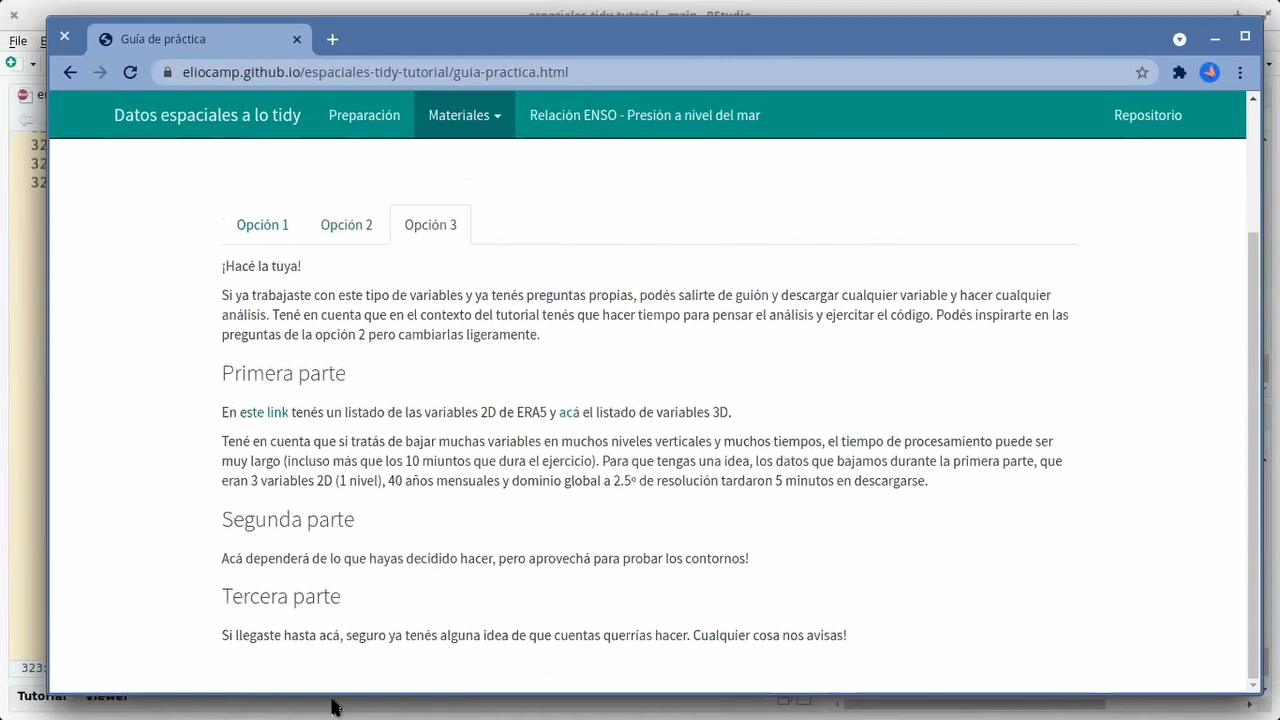 espaciales-tidy-tutorial - main - RStudio
File
Guía de práctica
eliocamp.github.io/espaciales-tidy-tutorial/guia-practica.html
Datos espaciales a lo tidy Preparación Materiales Relación ENSO - Presión a nivel del mar Repositorio
32
32
32
Opción 1 Opción 2 Opción 3
¡Hacé la tuya!
Si ya trabajaste con este tipo de variables y ya tenés preguntas propias, podés salirte de guión y descargar cualquier variable y hacer cualquier
análisis. Tené en cuenta que en el contexto del tutorial tenés que hacer tiempo para pensar el análisis y ejercitar el código. Podés inspirarte en las
preguntas de la opción 2 pero cambiarlas ligeramente.
Primera parte
En este link tenés un listado de las variables 2D de ERA5 y acá el listado de variables 3D.
Tené en cuenta que si tratás de bajar muchas variables en muchos niveles verticales y muchos tiempos, el tiempo de procesamiento puede ser
muy largo (incluso más que los 10 miuntos que dura el ejercicio). Para que tengas una idea, los datos que bajamos durante la primera parte, que
eran 3 variables 2D (1 nivel), 40 años mensuales y dominio global a 2.5º de resolución tardaron 5 minutos en descargarse.
Segunda parte
Acá dependerá de lo que hayas decidido hacer, pero aprovechá para probar los contornos!
Tercera parte
Si llegaste hasta acá, seguro ya tenés alguna idea de que cuentas querrías hacer. Cualquier cosa nos avisas!
323:
Tutorial Viewer